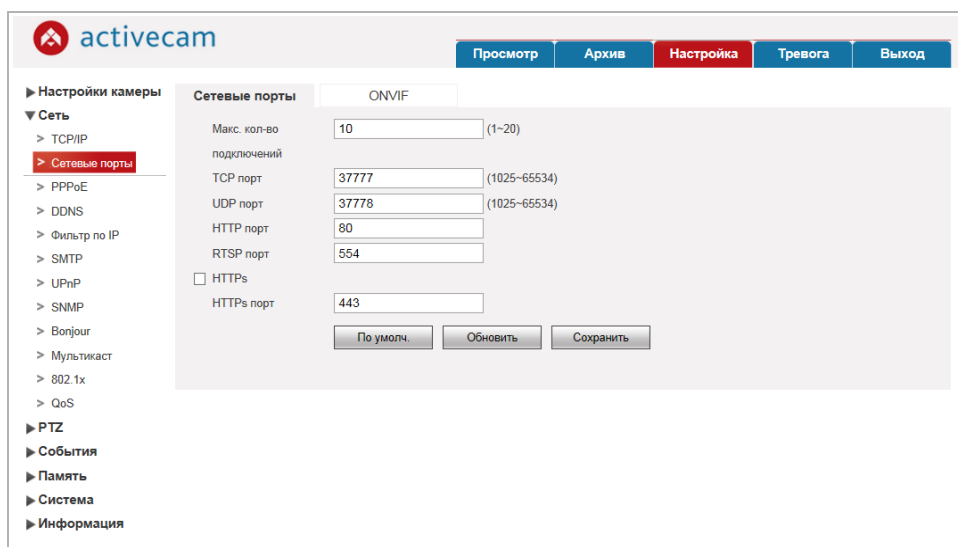 activecam
Просмотр Архив Настройка Тревога Выход
Настройки камеры
Сеть
> TCP/IP
> Сетевые порты
> PPPoE
> DDNS
> Фильтр по IP
> SMTP
> UPnP
> SNMP
> Bonjour
> Мультикаст
> 802.1x
> QoS
PTZ
События
Память
Система
Информация
Сетевые порты ONVIF
Макс. кол-во 10 (1~20)
подключений
TCP порт 37777 (1025~65534)
UDP порт 37778 (1025~65534)
HTTP порт 80
RTSP порт 554
HTTPs
HTTPs порт 443
По умолч. Обновить Сохранить